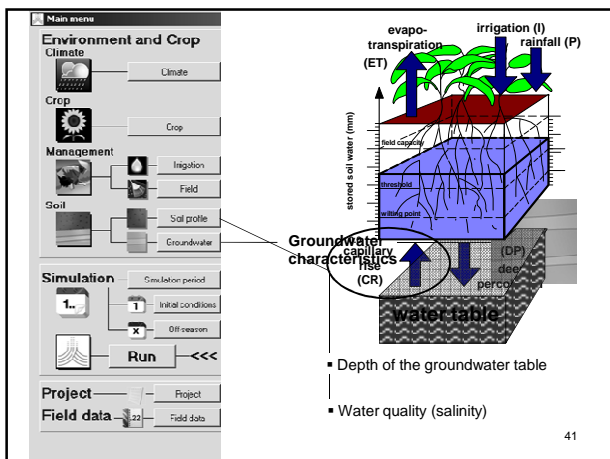 Main menu
Environment and Crop
Climate
Climate
Crop
Crop
Management
Irrigation
Field
Soil
Soil profile
Groundwater
Simulation
Simulation period
1..
1
Initial conditions
Off-season
Run <<<
Project
Project
Field data
.22
Field data
evapo-
transpiration
(ET)
irrigation (I)
rainfall (P)
stored soil water (mm)
field capacity
threshold
wilting point
Groundwater
characteristics
capillary
rise
(CR)
(DP)
water table
▪ Depth of the groundwater table
▪ Water quality (salinity)
41